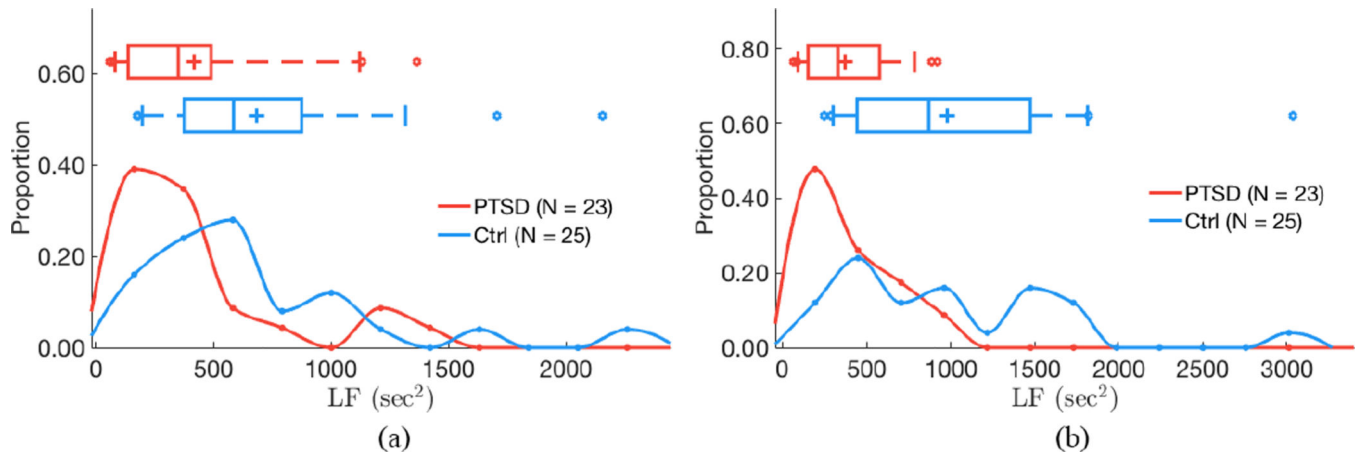 Proportion
0.60
0.40
0.20
0.00
PTSD (N = 23)
Ctrl (N = 25)
0
500
1000
1500
2000
LF (sec²)
(a)
Proportion
0.80
0.60
0.40
0.20
0.00
PTSD (N = 23)
Ctrl (N = 25)
0
500
1000
1500
2000
2500
3000
LF (sec²)
(b)